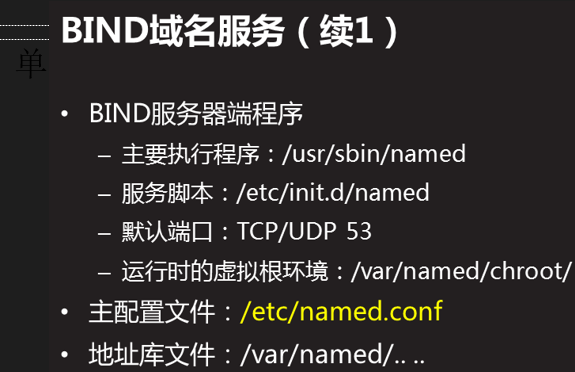 BIND域名服务（续1）
单
• BIND服务器端程序
– 主要执行程序：/usr/sbin/named
– 服务脚本：/etc/init.d/named
– 默认端口：TCP/UDP 53
– 运行时的虚拟根环境：/var/named/chroot/
• 主配置文件：/etc/named.conf
• 地址库文件：/var/named/.. ..